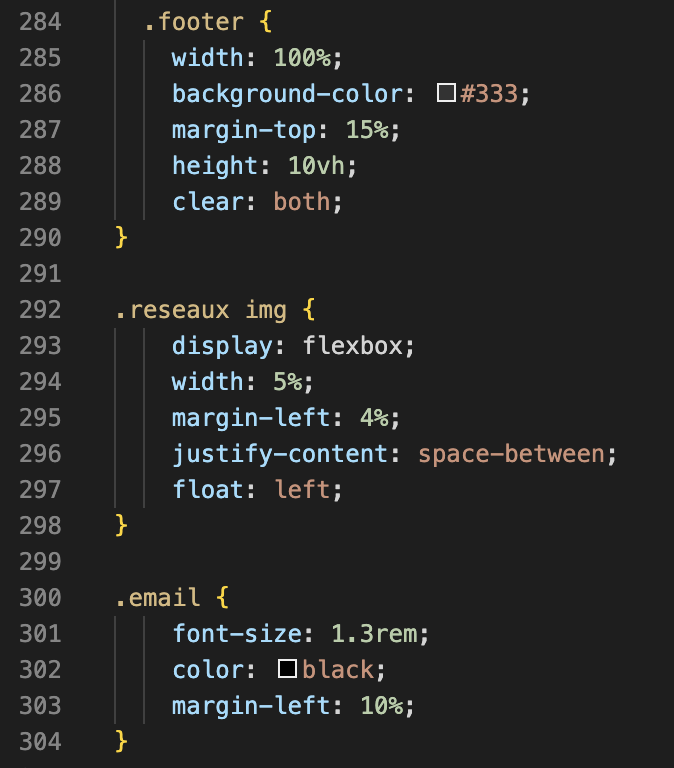 284 .footer {
285 width: 100%;
286 background-color: #333;
287 margin-top: 15%;
288 height: 10vh;
289 clear: both;
290 }
291
292 .reseaux img {
293 display: flexbox;
294 width: 5%;
295 margin-left: 4%;
296 justify-content: space-between;
297 float: left;
298 }
299
300 .email {
301 font-size: 1.3rem;
302 color: black;
303 margin-left: 10%;
304 }